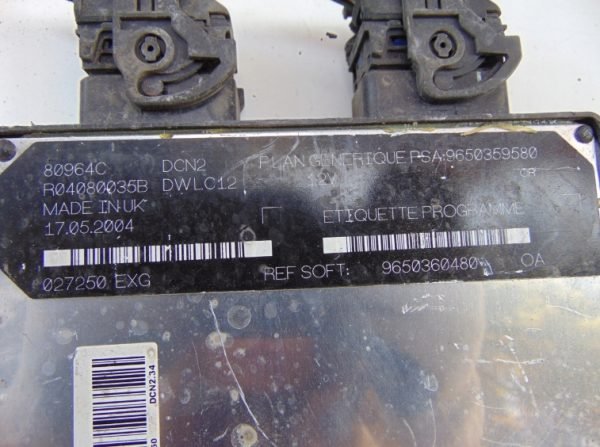 80964C DCN2 PLAN GENERIQUE PSA:9650359580
R04080035B DWLC12 12V OR
MADE IN UK ETIQUETTE PROGRAMME
17.05.2004
027250 EXG REF SOFT: 9650360480 OA
DCN2.34